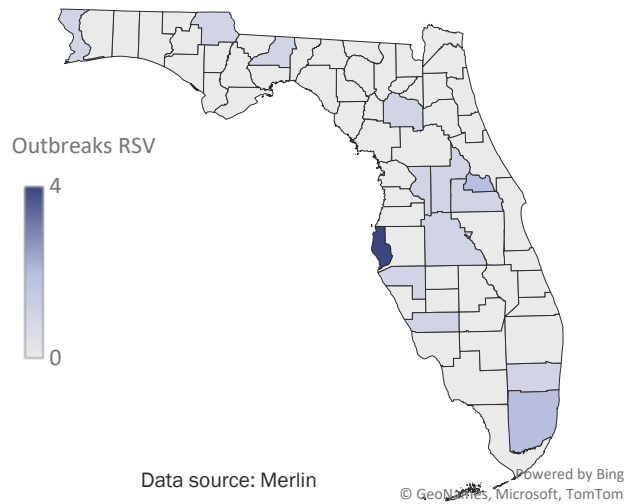 Outbreaks RSV
4
0
Data source: Merlin
Powered by Bing
© GeoNames, Microsoft, TomTom